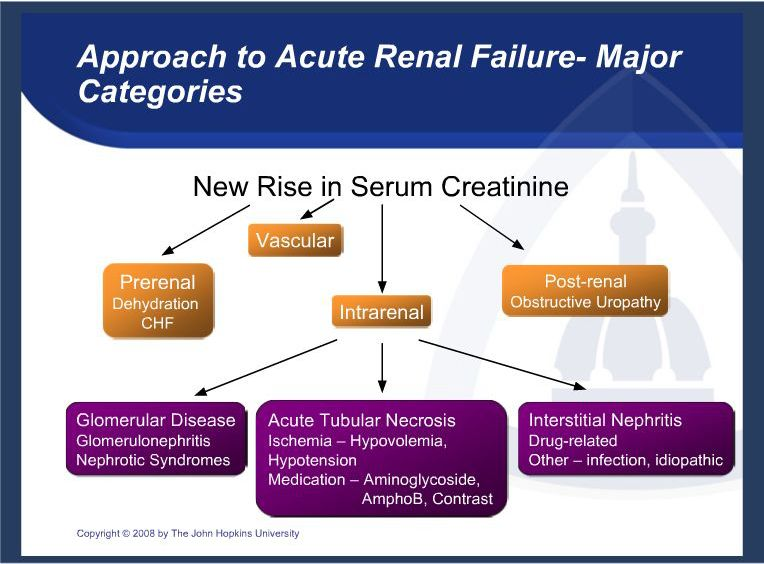 Approach to Acute Renal Failure- Major
Categories
New Rise in Serum Creatinine
Vascular
Prerenal
Dehydration
CHF
Post-renal
Obstructive Uropathy
Intrarenal
Glomerular Disease
Glomerulonephritis
Nephrotic Syndromes
Acute Tubular Necrosis
Ischemia – Hypovolemia,
Hypotension
Medication – Aminoglycoside,
AmphoB, Contrast
Interstitial Nephritis
Drug-related
Other – infection, idiopathic
Copyright © 2008 by The John Hopkins University